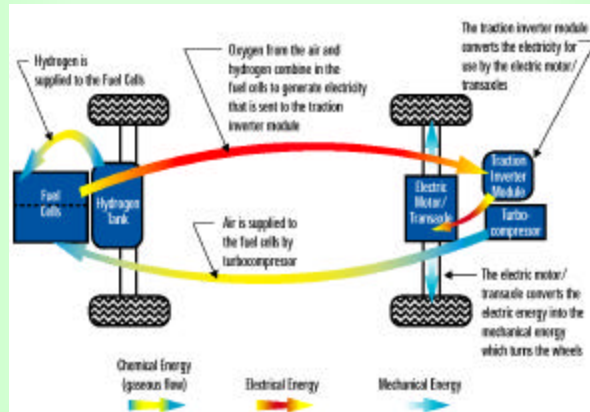 Hydrogen is
supplied to the Fuel Cells
Oxygen from the air and
hydrogen combine in the
fuel cells to generate electricity
that is sent to the traction
inverter module
The traction inverter module
converts the electricity for
use by the electric motor/
transaxles
Fuel
Cells
Hydrogen
Tank
Electric
Motor/
Transaxle
Traction
Inverter
Module
Turbo-
compressor
Air is supplied to
the fuel cells by
turbocompressor
The electric motor/
transaxle converts the
electric energy into the
mechanical energy
which turns the wheels
Chemical Energy
(gaseous flow)
Electrical Energy
Mechanical Energy